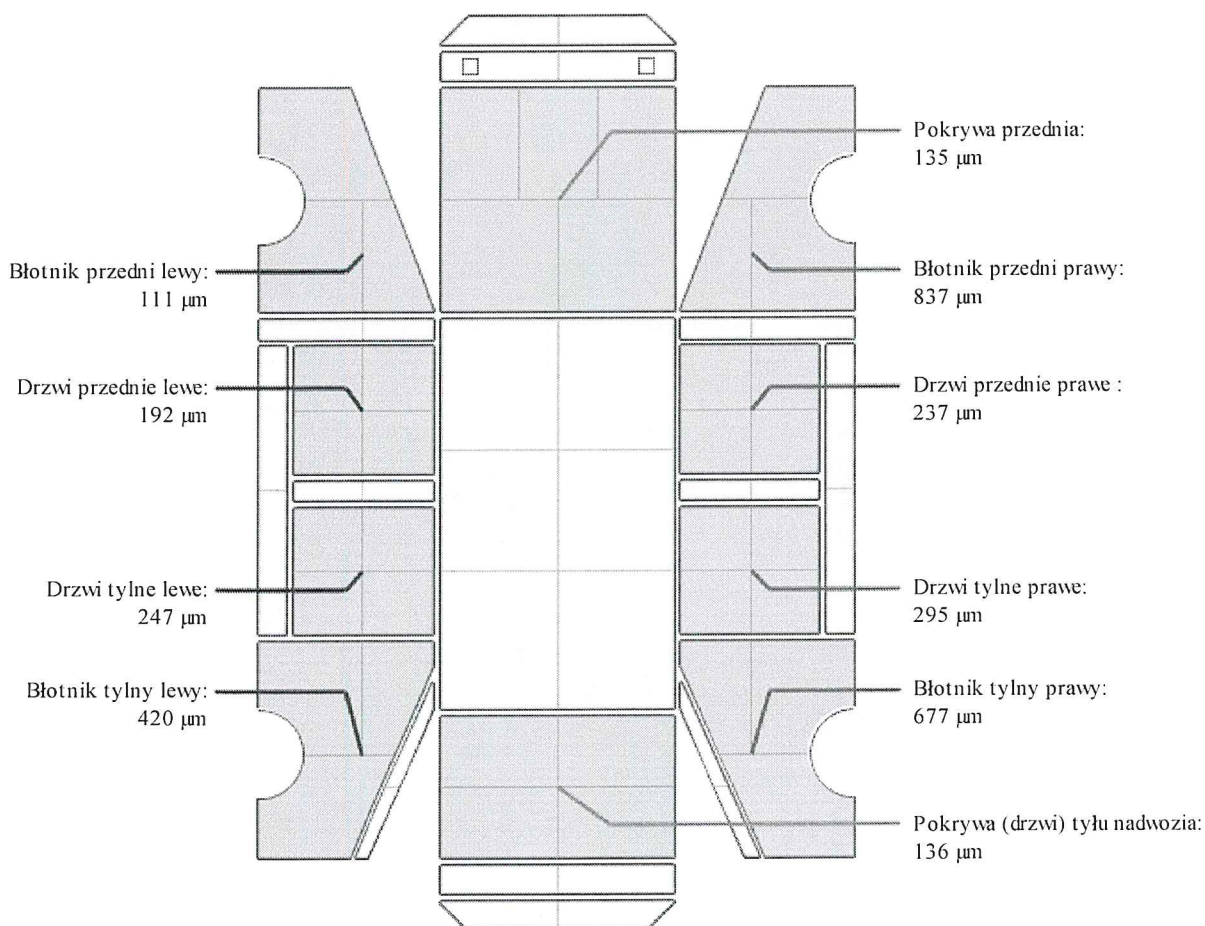 Pokrywa przednia:
135 µm
Błotnik przedni lewy:
111 µm
Błotnik przedni prawy:
837 µm
Drzwi przednie lewe:
192 µm
Drzwi przednie prawe :
237 µm
Drzwi tylne lewe:
247 µm
Drzwi tylne prawe:
295 µm
Błotnik tylny lewy:
420 µm
Błotnik tylny prawy:
677 µm
Pokrywa (drzwi) tyłu nadwozia:
136 µm